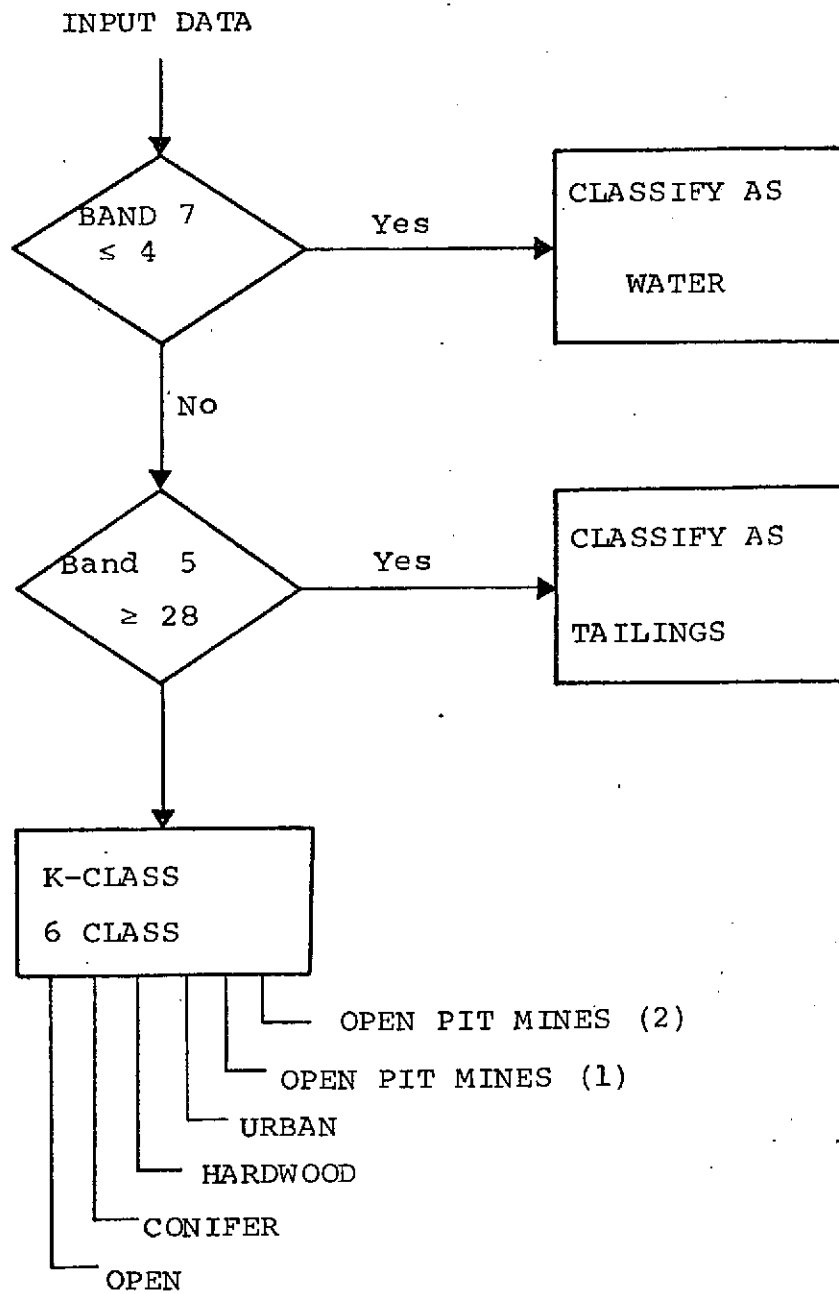 INPUT DATA
BAND 7
≤ 4
Yes
CLASSIFY AS
WATER
No
Band 5
≥ 28
Yes
CLASSIFY AS
TAILINGS
K-CLASS
6 CLASS
OPEN PIT MINES (2)
OPEN PIT MINES (1)
URBAN
HARDWOOD
CONIFER
OPEN